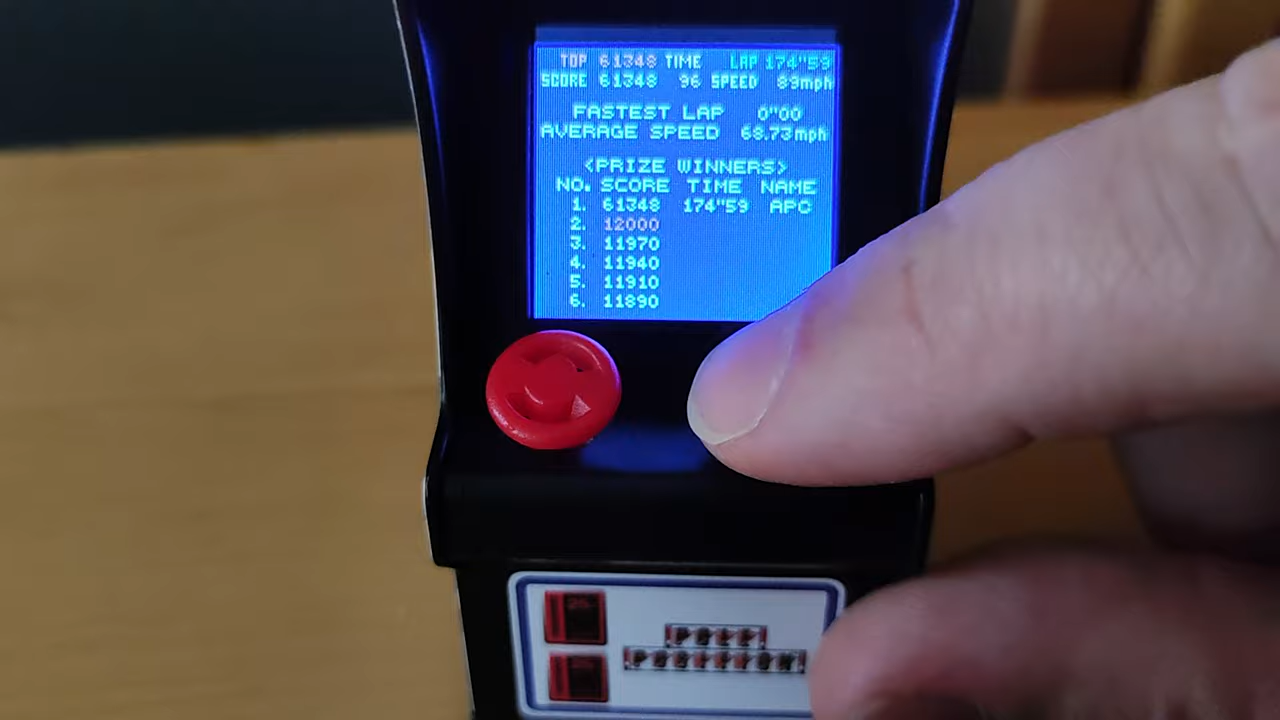 TOP 61348 TIME LAP 174"59
SCORE 61348 96 SPEED 89mph
FASTEST LAP 0"00
AVERAGE SPEED 68.73mph
<PRIZE WINNERS>
NO. SCORE TIME NAME
1. 61348 174"59 APC
2. 12000
3. 11970
4. 11940
5. 11910
6. 11890